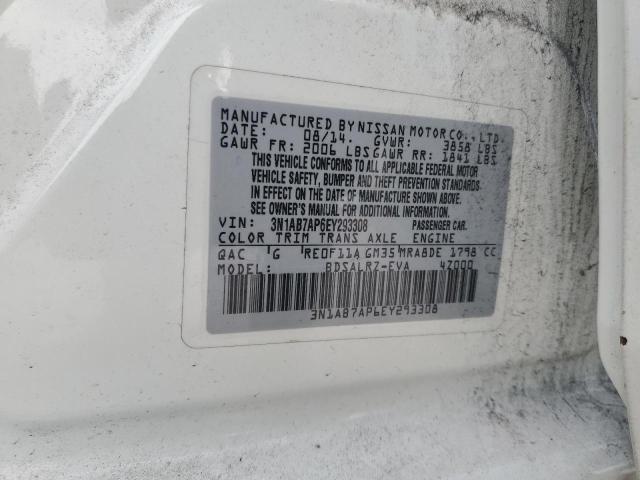 MANUFACTURED BY NISSAN MOTOR CO., LTD.
DATE: 08/14. GVWR: 3858 LBS
GAWR FR: 2006 LBS GAWR RR: 1841 LBS
THIS VEHICLE CONFORMS TO ALL APPLICABLE FEDERAL MOTOR
VEHICLE SAFETY, BUMPER AND THEFT PREVENTION STANDARDS
IN EFFECT ON THE DATE OF MANUFACTURE SHOWN ABOVE.
SEE OWNER'S MANUAL FOR ADDITIONAL INFORMATION.
VIN: 3N1AB7AP6EY293308 PASSENGER CAR.
COLOR TRIM TRANS AXLE ENGINE
QAC G RE0F11A GM35 MRA8DE 1798 CC
MODEL: BDSALRZ-EVA 4Z000
3N1AB7AP6EY293308